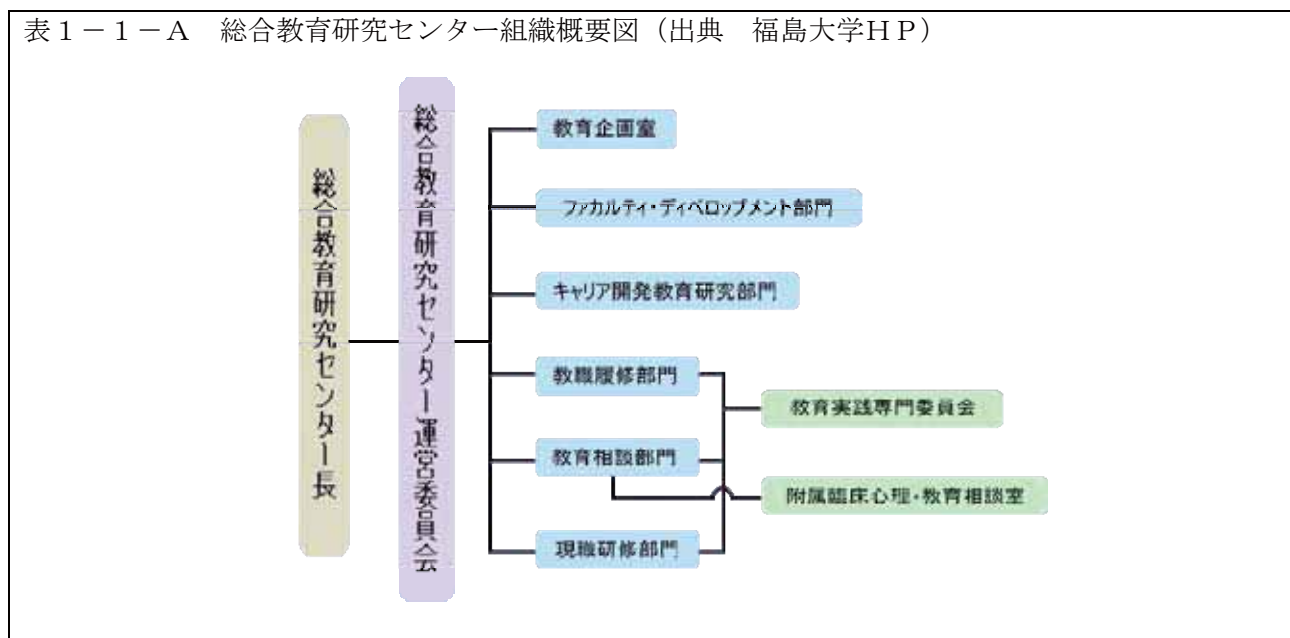 表１－１－Ａ　総合教育研究センター組織概要図（出典　福島大学ＨＰ）
総合教育研究センター長
総合教育研究センター運営委員会
教育企画室
ファカルティ・ディベロップメント部門
キャリア開発教育研究部門
教職履修部門
教育実践専門委員会
教育相談部門
附属臨床心理・教育相談室
現職研修部門